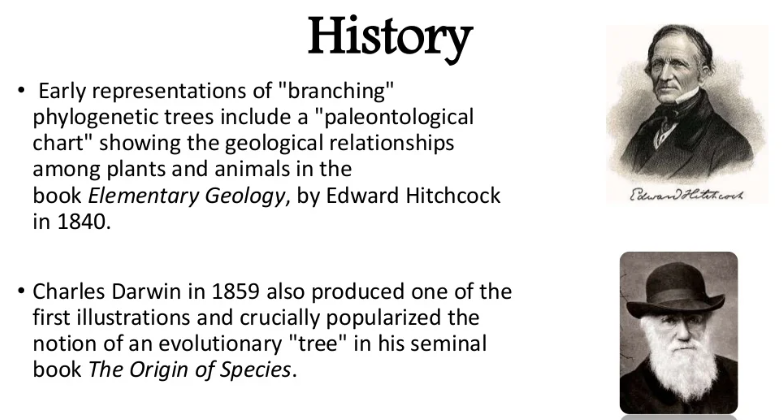 History
• Early representations of "branching"
phylogenetic trees include a "paleontological
chart" showing the geological relationships
among plants and animals in the
book Elementary Geology, by Edward Hitchcock
in 1840.
Edward Hitchcock
• Charles Darwin in 1859 also produced one of the
first illustrations and crucially popularized the
notion of an evolutionary "tree" in his seminal
book The Origin of Species.